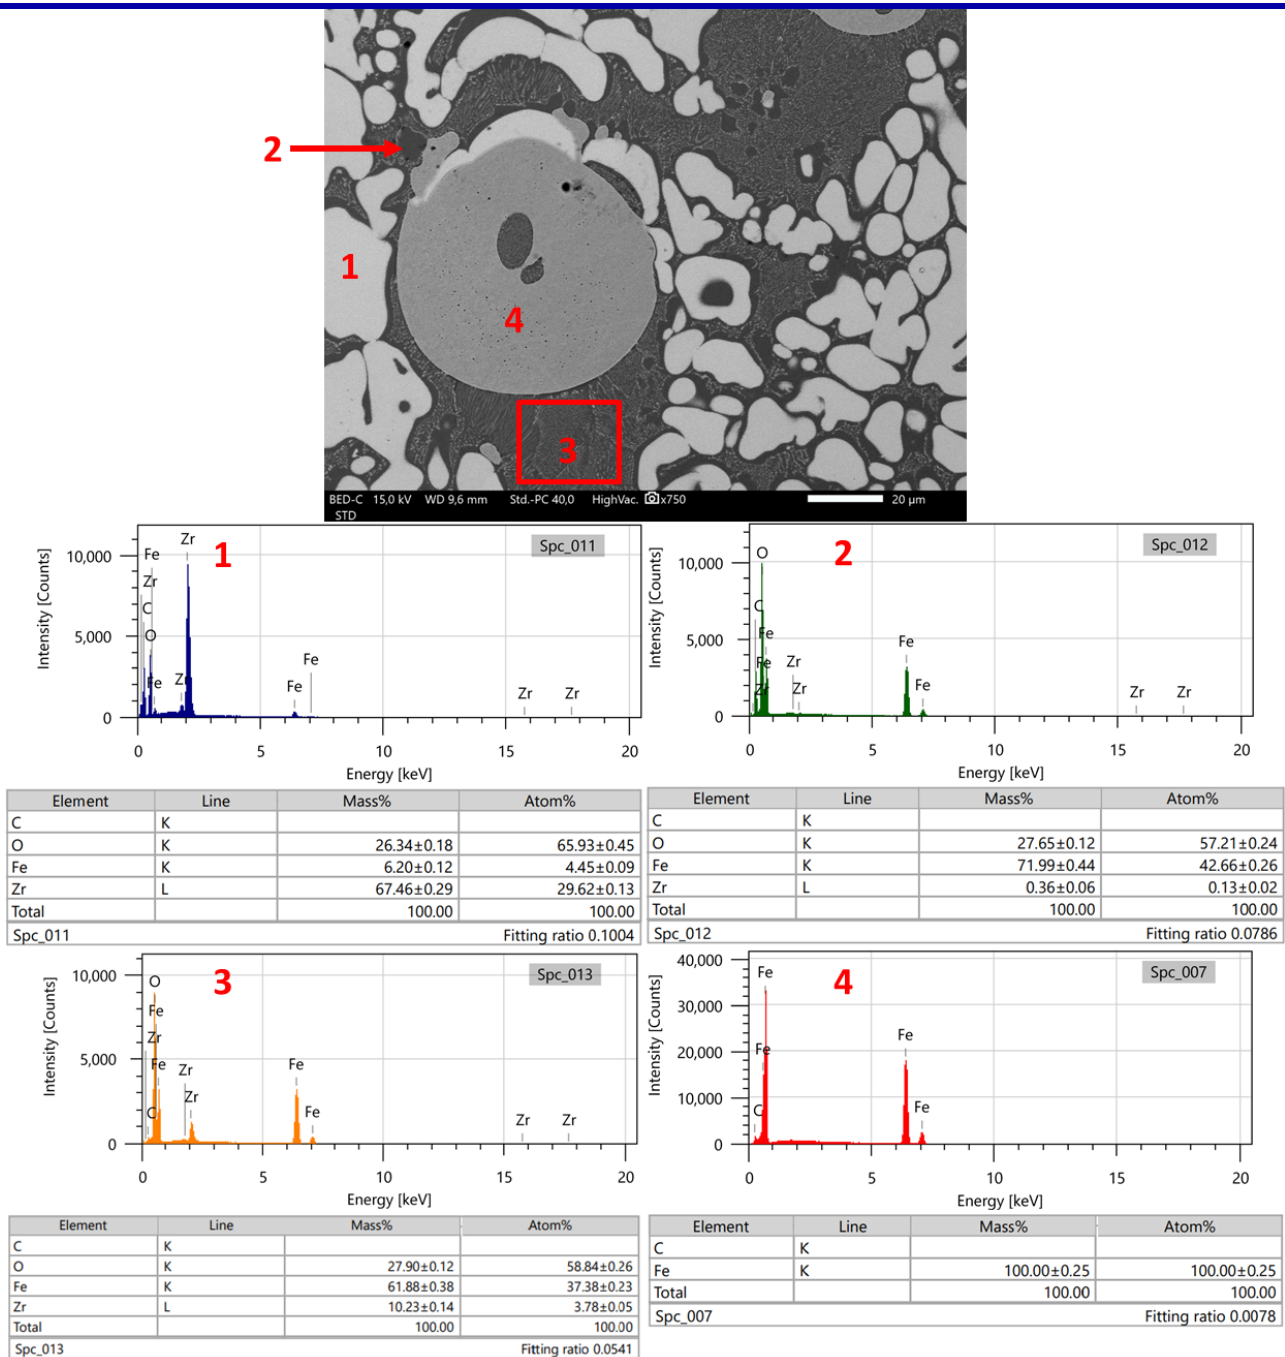 2
1
4
3
BED-C 15,0 kV WD 9,6 mm Std.-PC 40,0 HighVac. x750 20 µm
STD
1
Spc_011
Intensity [Counts]
10,000
5,000
0
Fe
Zr
Zr
C
O
Fe
Zr
Fe
Fe
Zr
Zr
0 5 10 15 20
Energy [keV]
2
Spc_012
Intensity [Counts]
10,000
5,000
0
O
C
Fe
Fe
Zr
Zr
Zr
Fe
Fe
Zr
Zr
0 5 10 15 20
Energy [keV]
Element Line Mass% Atom%
C K
O K 26.34±0.18 65.93±0.45
Fe K 6.20±0.12 4.45±0.09
Zr L 67.46±0.29 29.62±0.13
Total 100.00 100.00
Spc_011 Fitting ratio 0.1004
Element Line Mass% Atom%
C K
O K 27.65±0.12 57.21±0.24
Fe K 71.99±0.44 42.66±0.26
Zr L 0.36±0.06 0.13±0.02
Total 100.00 100.00
Spc_012 Fitting ratio 0.0786
3
Spc_013
Intensity [Counts]
10,000
5,000
0
O
Fe
Zr
Fe
C
Zr
Zr
Fe
Fe
Zr
Zr
0 5 10 15 20
Energy [keV]
4
Spc_007
Intensity [Counts]
40,000
30,000
20,000
10,000
0
Fe
Fe
C
Fe
Fe
0 5 10 15 20
Energy [keV]
Element Line Mass% Atom%
C K
O K 27.90±0.12 58.84±0.26
Fe K 61.88±0.38 37.38±0.23
Zr L 10.23±0.14 3.78±0.05
Total 100.00 100.00
Spc_013 Fitting ratio 0.0541
Element Line Mass% Atom%
C K
Fe K 100.00±0.25 100.00±0.25
Total 100.00 100.00
Spc_007 Fitting ratio 0.0078